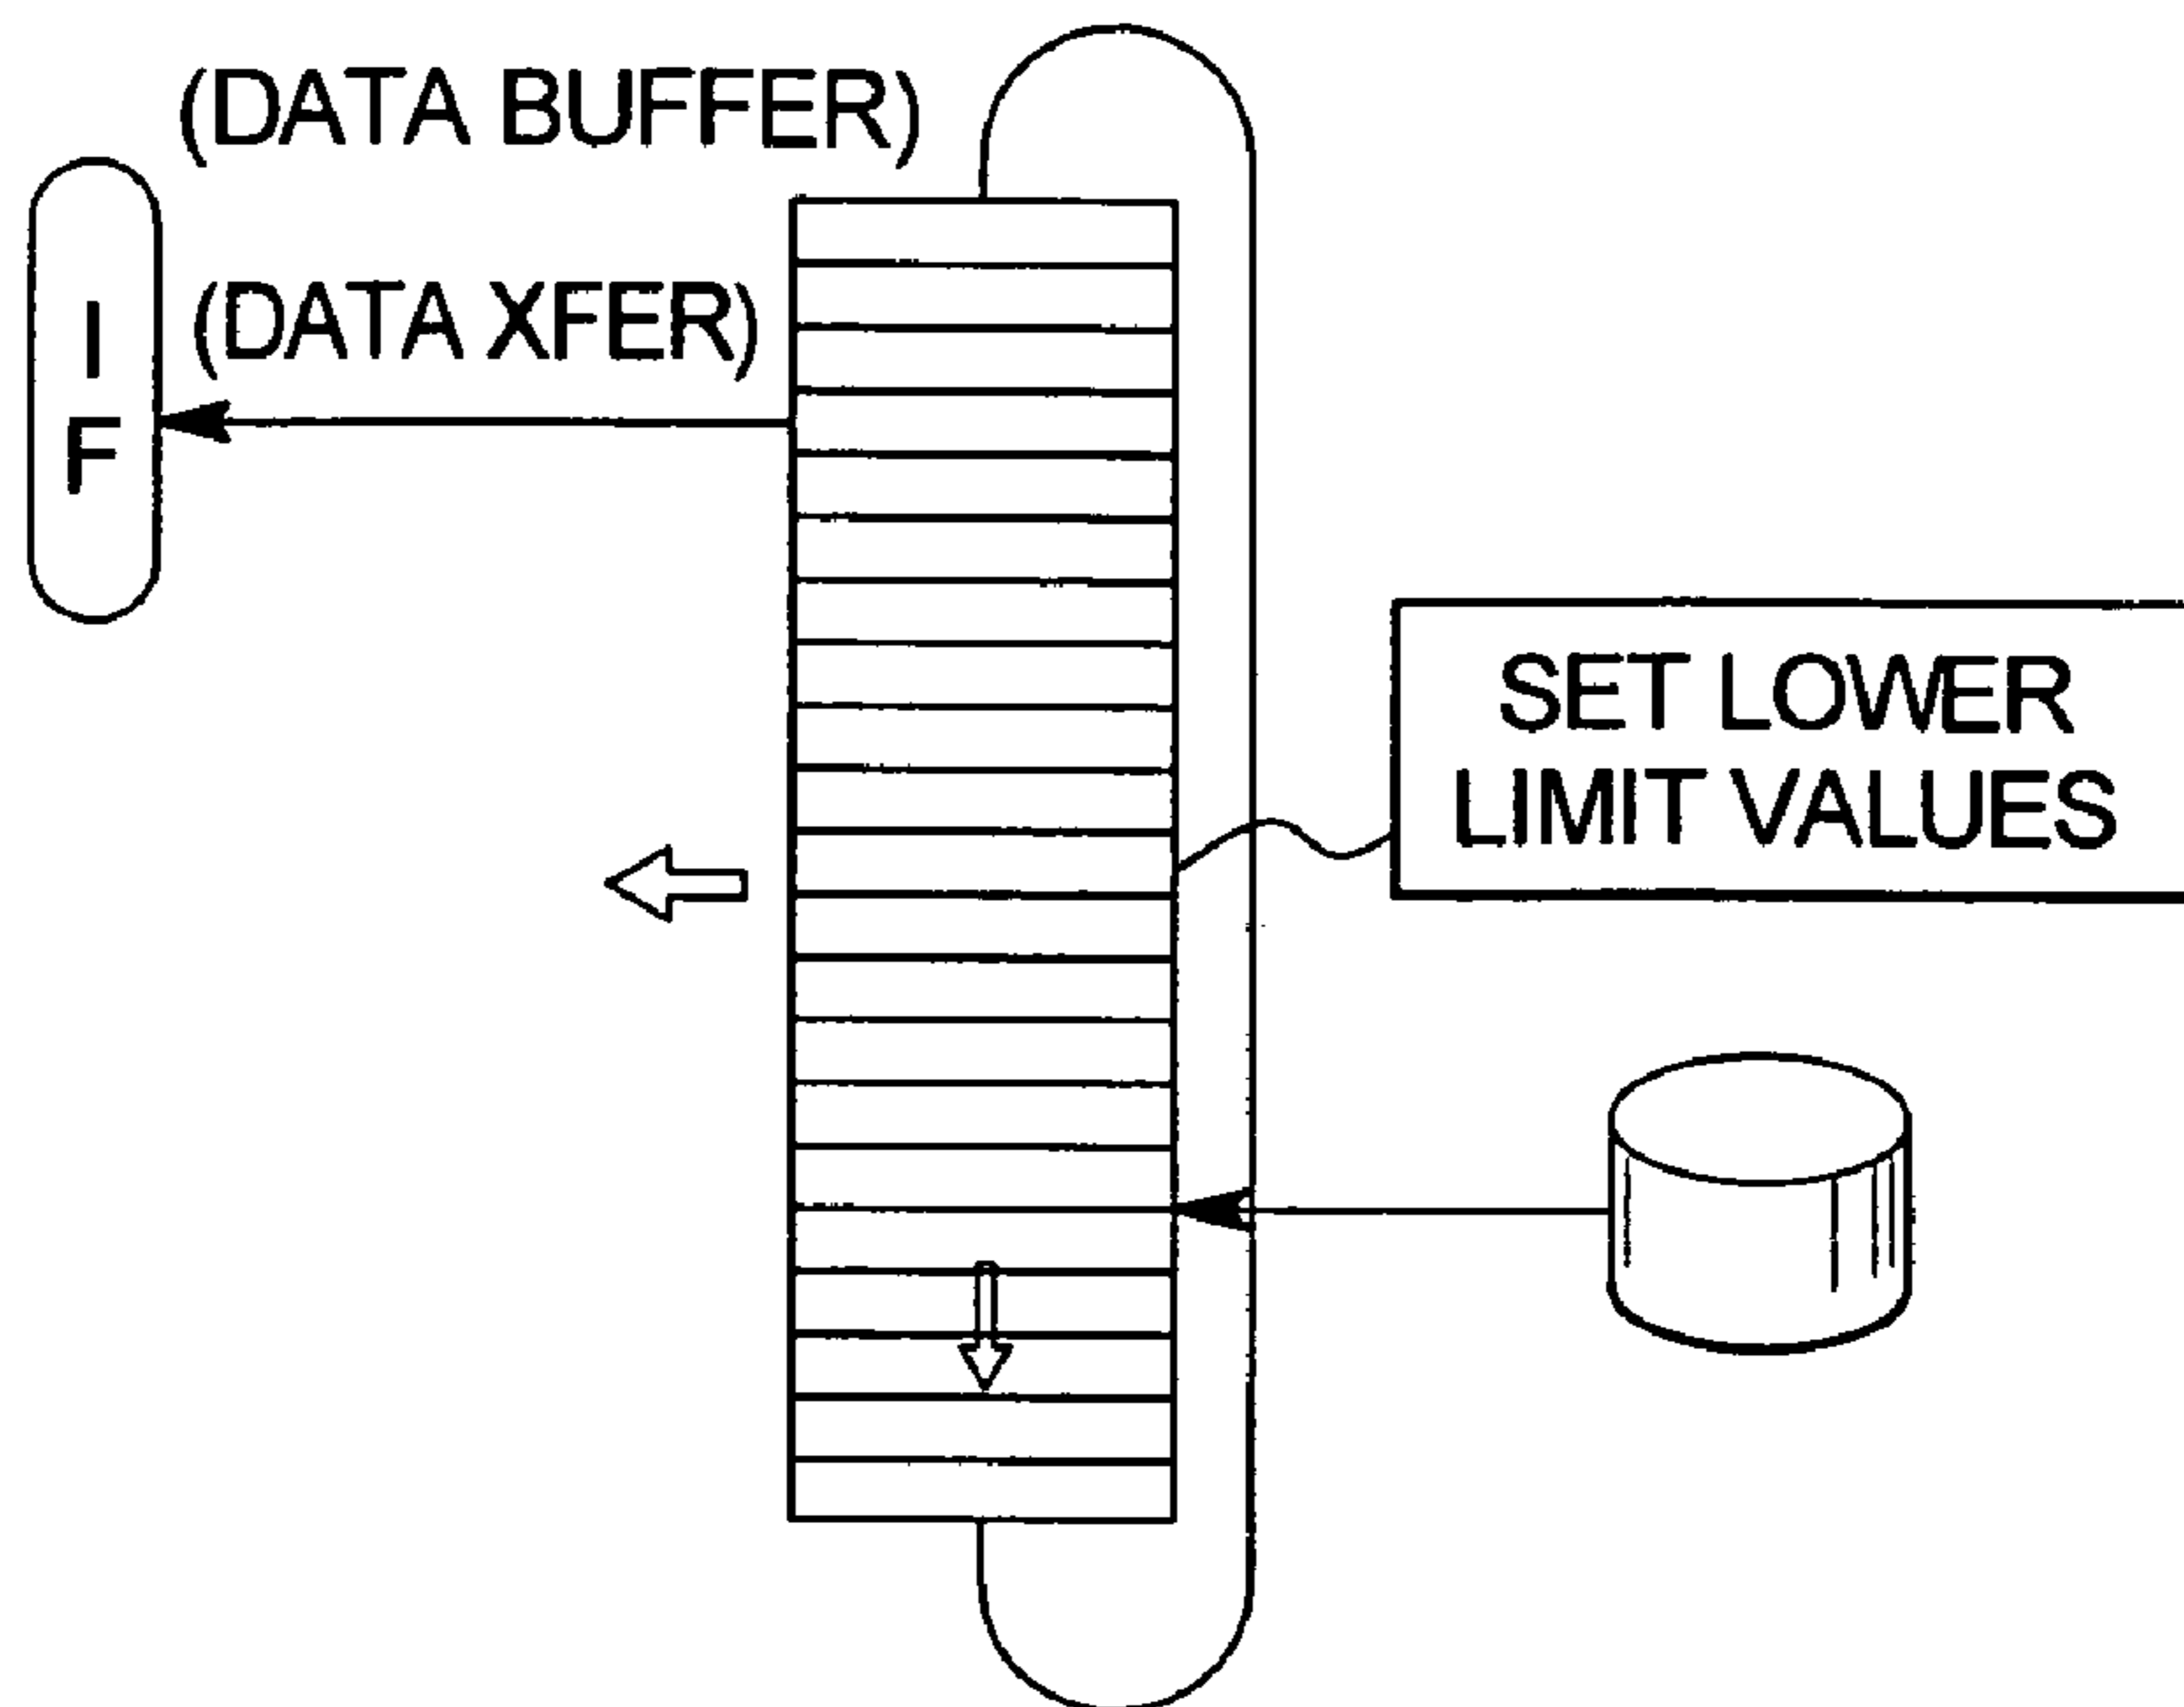 (DATA BUFFER)
(DATA XFER)
I
F
SET LOWER
LIMIT VALUES